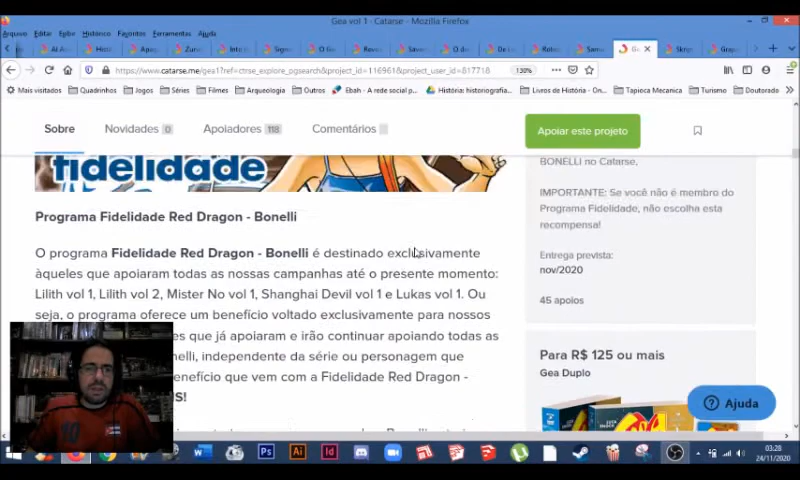 Gea vol 1 · Catarse - Mozilla Firefox
Arquivo Editar Exibir Histórico Favoritos Ferramentas Ajuda
https://www.catarse.me/gea1?ref=ctrse_explore_pgsearch&project_id=116961&project_user_id=817718
130%
Mais visitados Quadrinhos Jogos Séries Filmes Arqueologia Outros Ebah - A rede social p... História: historiografia... Livros de História - On... Tapioca Mecanica Turismo Doutorado
Sobre Novidades 0 Apoiadores 118 Comentários
Apoiar este projeto
fidelidade
Programa Fidelidade Red Dragon - Bonelli
O programa Fidelidade Red Dragon - Bonelli é destinado exclusivamente
àqueles que apoiaram todas as nossas campanhas até o presente momento:
Lilith vol 1, Lilith vol 2, Mister No vol 1, Shanghai Devil vol 1 e Lukas vol 1. Ou
seja, o programa oferece um benefício voltado exclusivamente para nossos
es que já apoiaram e irão continuar apoiando todas as
nelli, independente da série ou personagem que
enefício que vem com a Fidelidade Red Dragon -
S!
BONELLI no Catarse,
IMPORTANTE: Se você não é membro do
Programa Fidelidade, não escolha esta
recompensa!
Entrega prevista:
nov/2020
45 apoios
Para R$ 125 ou mais
Gea Duplo
Ajuda
03:28
24/11/2020